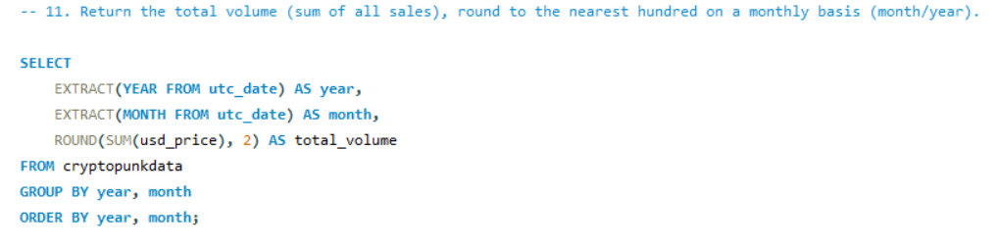 -- 11. Return the total volume (sum of all sales), round to the nearest hundred on a monthly basis (month/year).
SELECT
EXTRACT(YEAR FROM utc_date) AS year,
EXTRACT(MONTH FROM utc_date) AS month,
ROUND(SUM(usd_price), 2) AS total_volume
FROM cryptopunkdata
GROUP BY year, month
ORDER BY year, month;